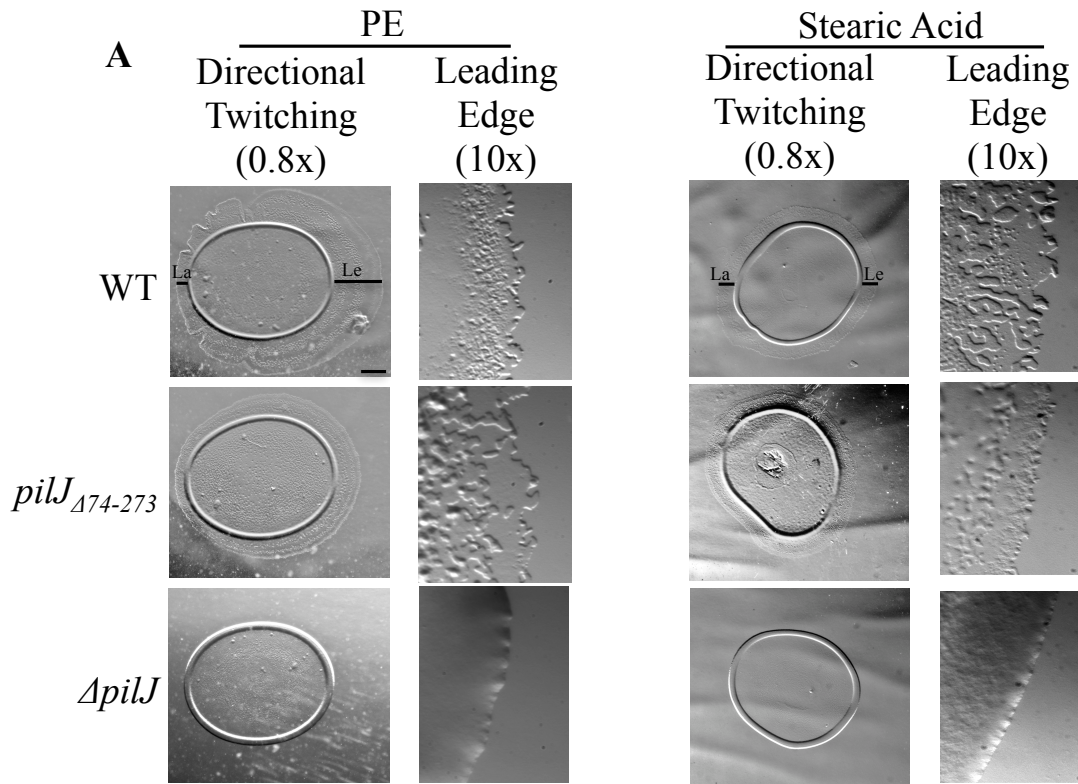 A
PE
Stearic Acid
Directional Twitching (0.8x)
Leading Edge (10x)
Directional Twitching (0.8x)
Leading Edge (10x)
WT
La
Le
La
Le
pilJΔ74-273
ΔpilJ